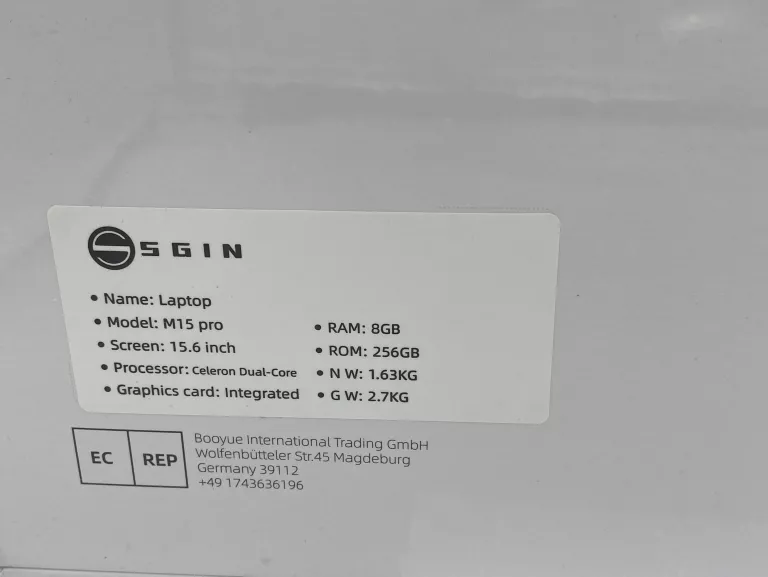 SGIN
• Name: Laptop
• Model: M15 pro
• Screen: 15.6 inch
• Processor: Celeron Dual-Core
• Graphics card: Integrated
• RAM: 8GB
• ROM: 256GB
• N W: 1.63KG
• G W: 2.7KG
EC REP
Booyue International Trading GmbH
Wolfenbütteler Str.45 Magdeburg
Germany 39112
+49 1743636196